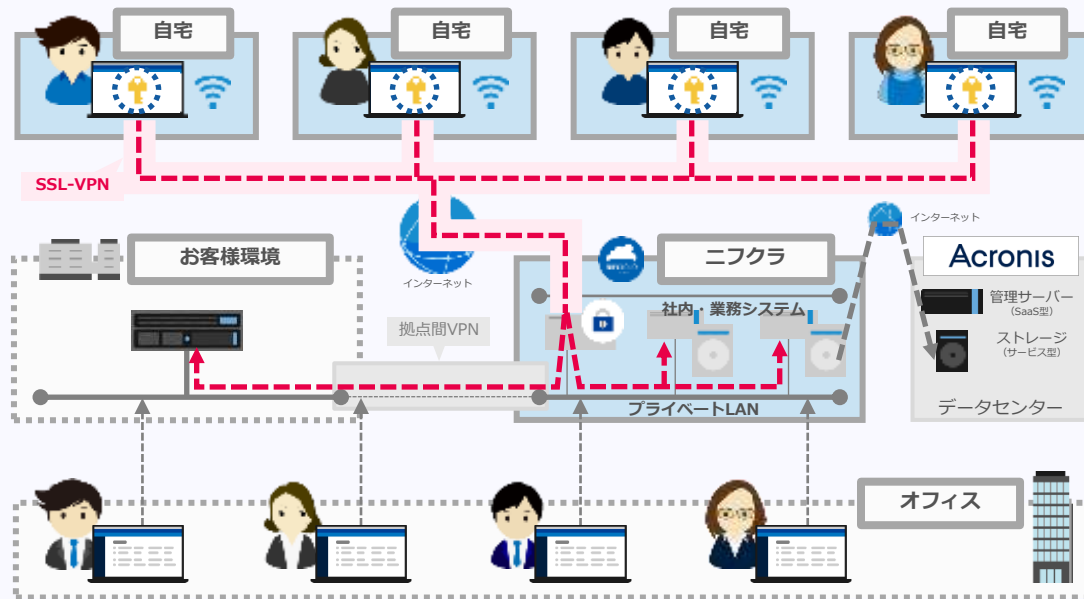 自宅
自宅
自宅
自宅
SSL-VPN
インターネット
お客様環境
ニフクラ
Acronis
インターネット
管理サーバー
(SaaS型)
社内・業務システム
拠点間VPN
ストレージ
(サービス型)
プライベートLAN
データセンター
オフィス